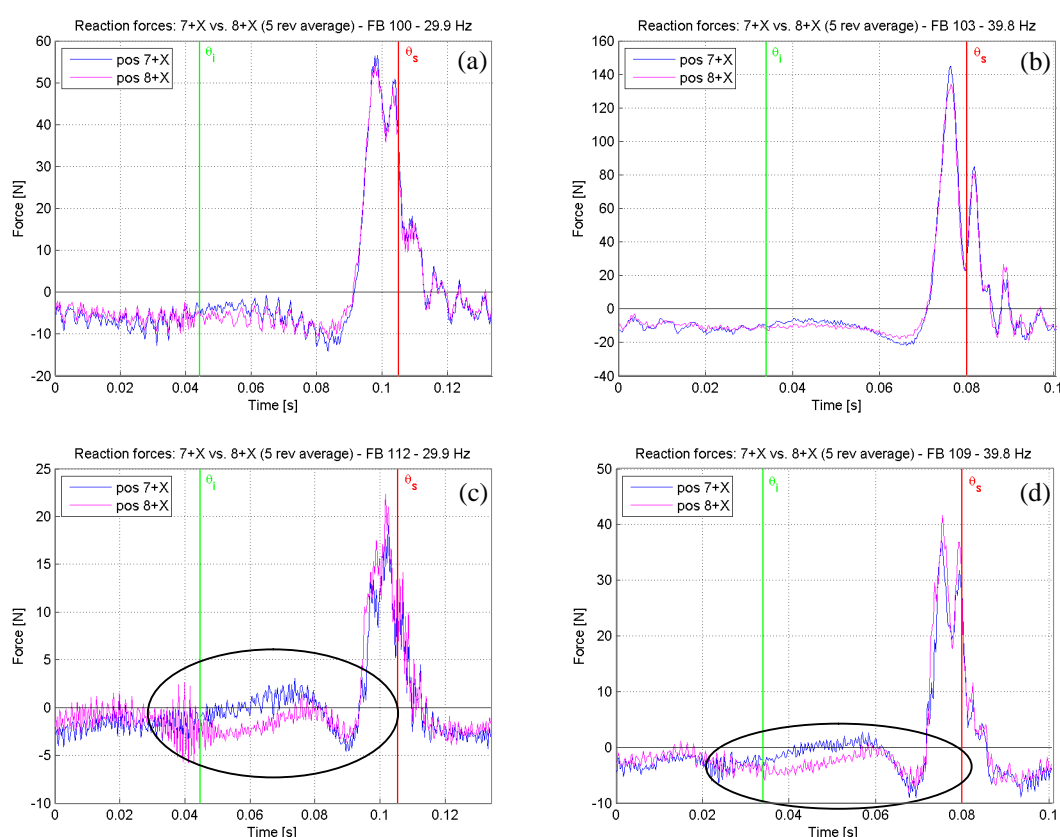 Reaction forces: 7+X vs. 8+X (5 rev average) - FB 100 - 29.9 Hz
60
50
40
30
20
10
0
-10
-20
Force [N]
pos 7+X
pos 8+X
θi
θs
(a)
0 0.02 0.04 0.06 0.08 0.1 0.12
Time [s]
Reaction forces: 7+X vs. 8+X (5 rev average) - FB 103 - 39.8 Hz
160
140
120
100
80
60
40
20
0
-20
-40
Force [N]
pos 7+X
pos 8+X
θi
θs
(b)
0 0.02 0.04 0.06 0.08 0.1
Time [s]
Reaction forces: 7+X vs. 8+X (5 rev average) - FB 112 - 29.9 Hz
25
20
15
10
5
0
-5
-10
Force [N]
pos 7+X
pos 8+X
θi
θs
(c)
0 0.02 0.04 0.06 0.08 0.1 0.12
Time [s]
Reaction forces: 7+X vs. 8+X (5 rev average) - FB 109 - 39.8 Hz
50
40
30
20
10
0
-10
Force [N]
pos 7+X
pos 8+X
θi
θs
(d)
0 0.02 0.04 0.06 0.08 0.1
Time [s]